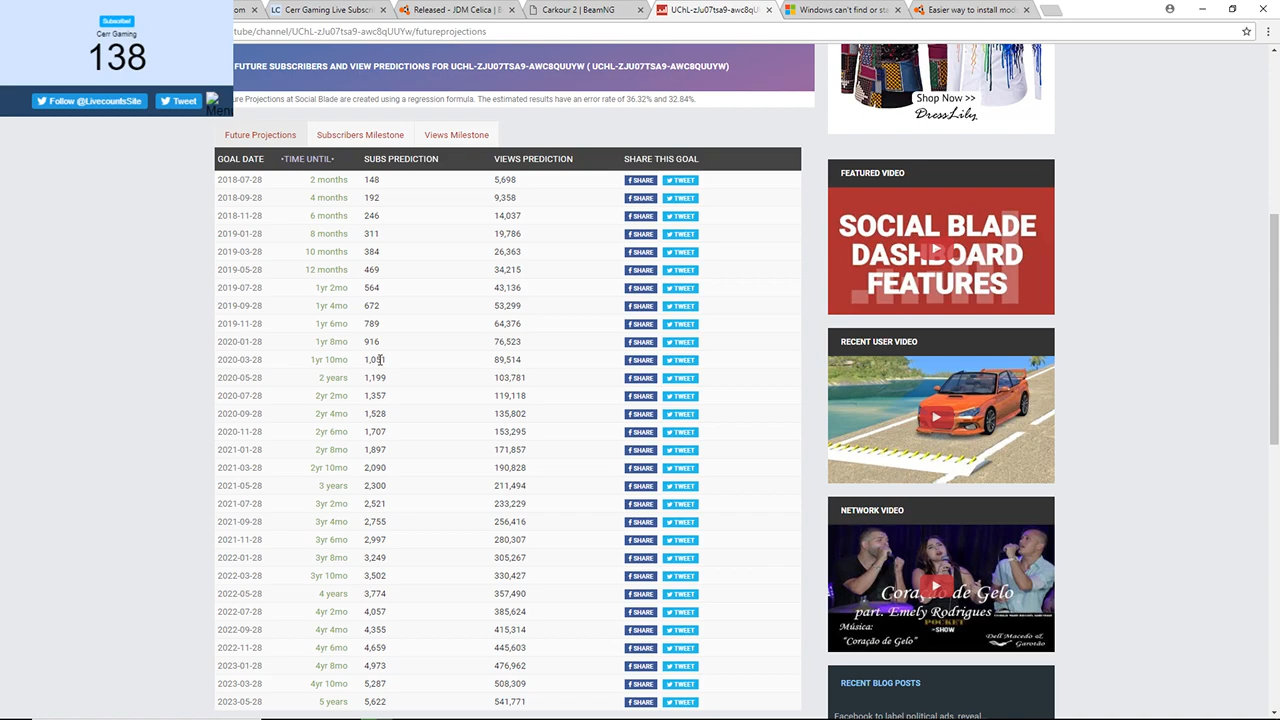 om
Cerr Gaming Live Subscri
Released - JDM Celica | B
Carkour 2 | BeamNG
UChL-zJu07tsa9-awc8qUU
Windows can't find or sta
Easier way to install mod
Subscribe!
Cerr Gaming
138
Follow @LivecountsSite
Tweet
tube/channel/UChL-zJu07tsa9-awc8qUUYw/futureprojections
FUTURE SUBSCRIBERS AND VIEW PREDICTIONS FOR UCHL-ZJU07TSA9-AWC8QUUYW ( UCHL-ZJU07TSA9-AWC8QUUYW)
ure Projections at Social Blade are created using a regression formula. The estimated results have an error rate of 36.32% and 32.84%.
Future Projections Subscribers Milestone Views Milestone
GOAL DATE •TIME UNTIL• SUBS PREDICTION VIEWS PREDICTION SHARE THIS GOAL
2018-07-28 2 months 148 5,698 SHARE TWEET
2018-09-28 4 months 192 9,358 SHARE TWEET
2018-11-28 6 months 246 14,037 SHARE TWEET
2019-01-28 8 months 311 19,786 SHARE TWEET
2019-03-28 10 months 384 26,363 SHARE TWEET
2019-05-28 12 months 469 34,215 SHARE TWEET
2019-07-28 1yr 2mo 564 43,136 SHARE TWEET
2019-09-28 1yr 4mo 672 53,299 SHARE TWEET
2019-11-28 1yr 6mo 789 64,376 SHARE TWEET
2020-01-28 1yr 8mo 916 76,523 SHARE TWEET
2020-03-28 1yr 10mo 89,514 SHARE TWEET
2020-05-28 2 years 1,199 103,781 SHARE TWEET
2020-07-28 2yr 2mo 1,357 119,118 SHARE TWEET
2020-09-28 2yr 4mo 1,528 135,802 SHARE TWEET
2020-11-28 2yr 6mo 1,707 153,295 SHARE TWEET
2021-01-28 2yr 8mo 1,897 171,857 SHARE TWEET
2021-03-28 2yr 10mo 2,090 190,828 SHARE TWEET
2021-05-28 3 years 2,300 211,494 SHARE TWEET
2021-07-28 3yr 2mo 2,521 233,229 SHARE TWEET
2021-09-28 3yr 4mo 2,755 256,416 SHARE TWEET
2021-11-28 3yr 6mo 2,997 280,307 SHARE TWEET
2022-01-28 3yr 8mo 3,249 305,267 SHARE TWEET
2022-03-28 3yr 10mo 3,502 330,427 SHARE TWEET
2022-05-28 4 years 3,774 357,490 SHARE TWEET
2022-07-28 4yr 2mo 4,057 385,624 SHARE TWEET
2022-09-28 4yr 4mo 4,356 415,314 SHARE TWEET
2022-11-28 4yr 6mo 4,659 445,603 SHARE TWEET
2023-01-28 4yr 8mo 4,973 476,962 SHARE TWEET
2023-03-28 4yr 10mo 5,287 508,309 SHARE TWEET
2023-05-28 5 years 5,622 541,771 SHARE TWEET
Shop Now >>
DressLily
FEATURED VIDEO
SOCIAL BLADE
DASHBOARD
FEATURES
RECENT USER VIDEO
NETWORK VIDEO
Coração de Gelo
part. Emely Rodrigues
POCKET
SHOW
Música:
"Coração de Gelo"
Dell Macedo &
Garotão
RECENT BLOG POSTS
Facebook to label political ads, reveal...